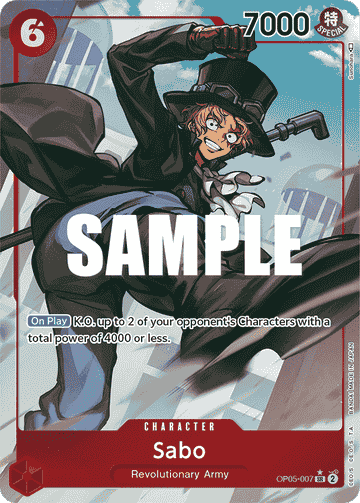 6
7000
特
SPECIAL
SAMPLE
On Play K.O. up to 2 of your opponent's Characters with a
total power of 4000 or less.
CHARACTER
Sabo
Revolutionary Army
OP05-007 SR 2